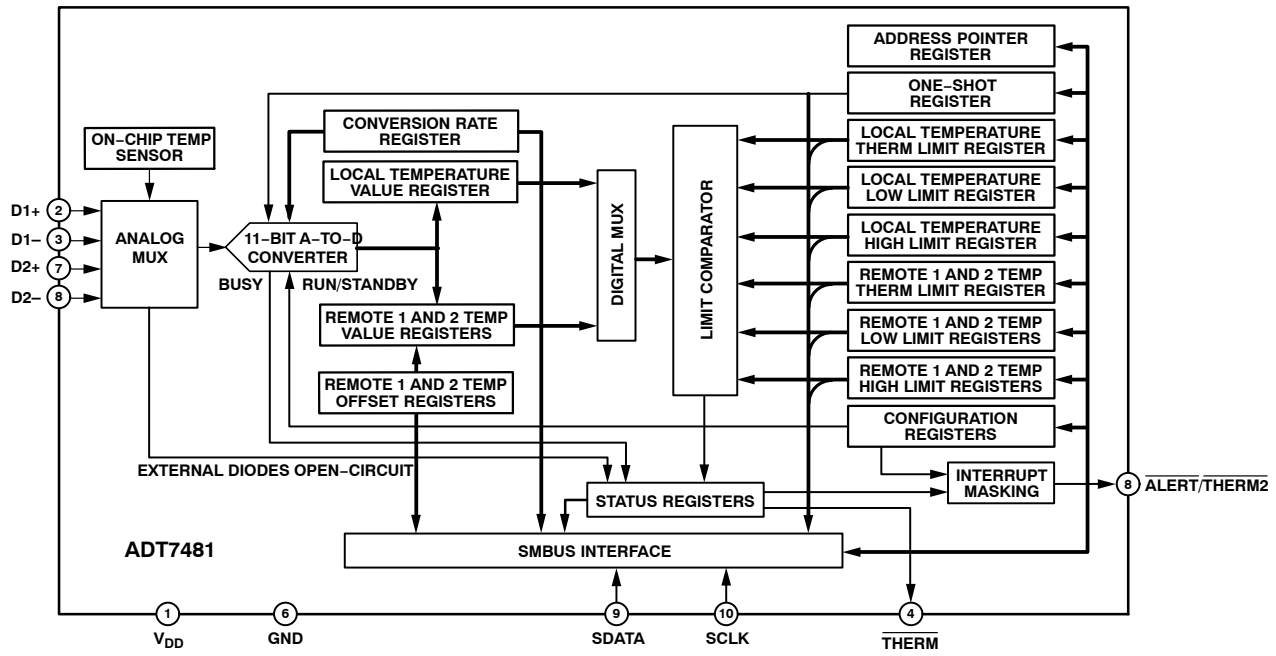 ADDRESS POINTER
REGISTER
ONE−SHOT
REGISTER
CONVERSION RATE
REGISTER
ON−CHIP TEMP
SENSOR
LOCAL TEMPERATURE
THERM LIMIT REGISTER
LOCAL TEMPERATURE
VALUE REGISTER
LOCAL TEMPERATURE
LOW LIMIT REGISTER
D1+ 2
D1− 3
D2+ 7
D2− 8
ANALOG
MUX
11−BIT A−TO−D
CONVERTER
BUSY
RUN/STANDBY
DIGITAL MUX
LIMIT COMPARATOR
LOCAL TEMPERATURE
HIGH LIMIT REGISTER
REMOTE 1 AND 2 TEMP
THERM LIMIT REGISTER
REMOTE 1 AND 2 TEMP
VALUE REGISTERS
REMOTE 1 AND 2 TEMP
LOW LIMIT REGISTERS
REMOTE 1 AND 2 TEMP
OFFSET REGISTERS
REMOTE 1 AND 2 TEMP
HIGH LIMIT REGISTERS
CONFIGURATION
REGISTERS
EXTERNAL DIODES OPEN−CIRCUIT
INTERRUPT
MASKING
8 ALERT/THERM2
STATUS REGISTERS
ADT7481
SMBUS INTERFACE
1
6
9
10
4
VDD
GND
SDATA
SCLK
THERM